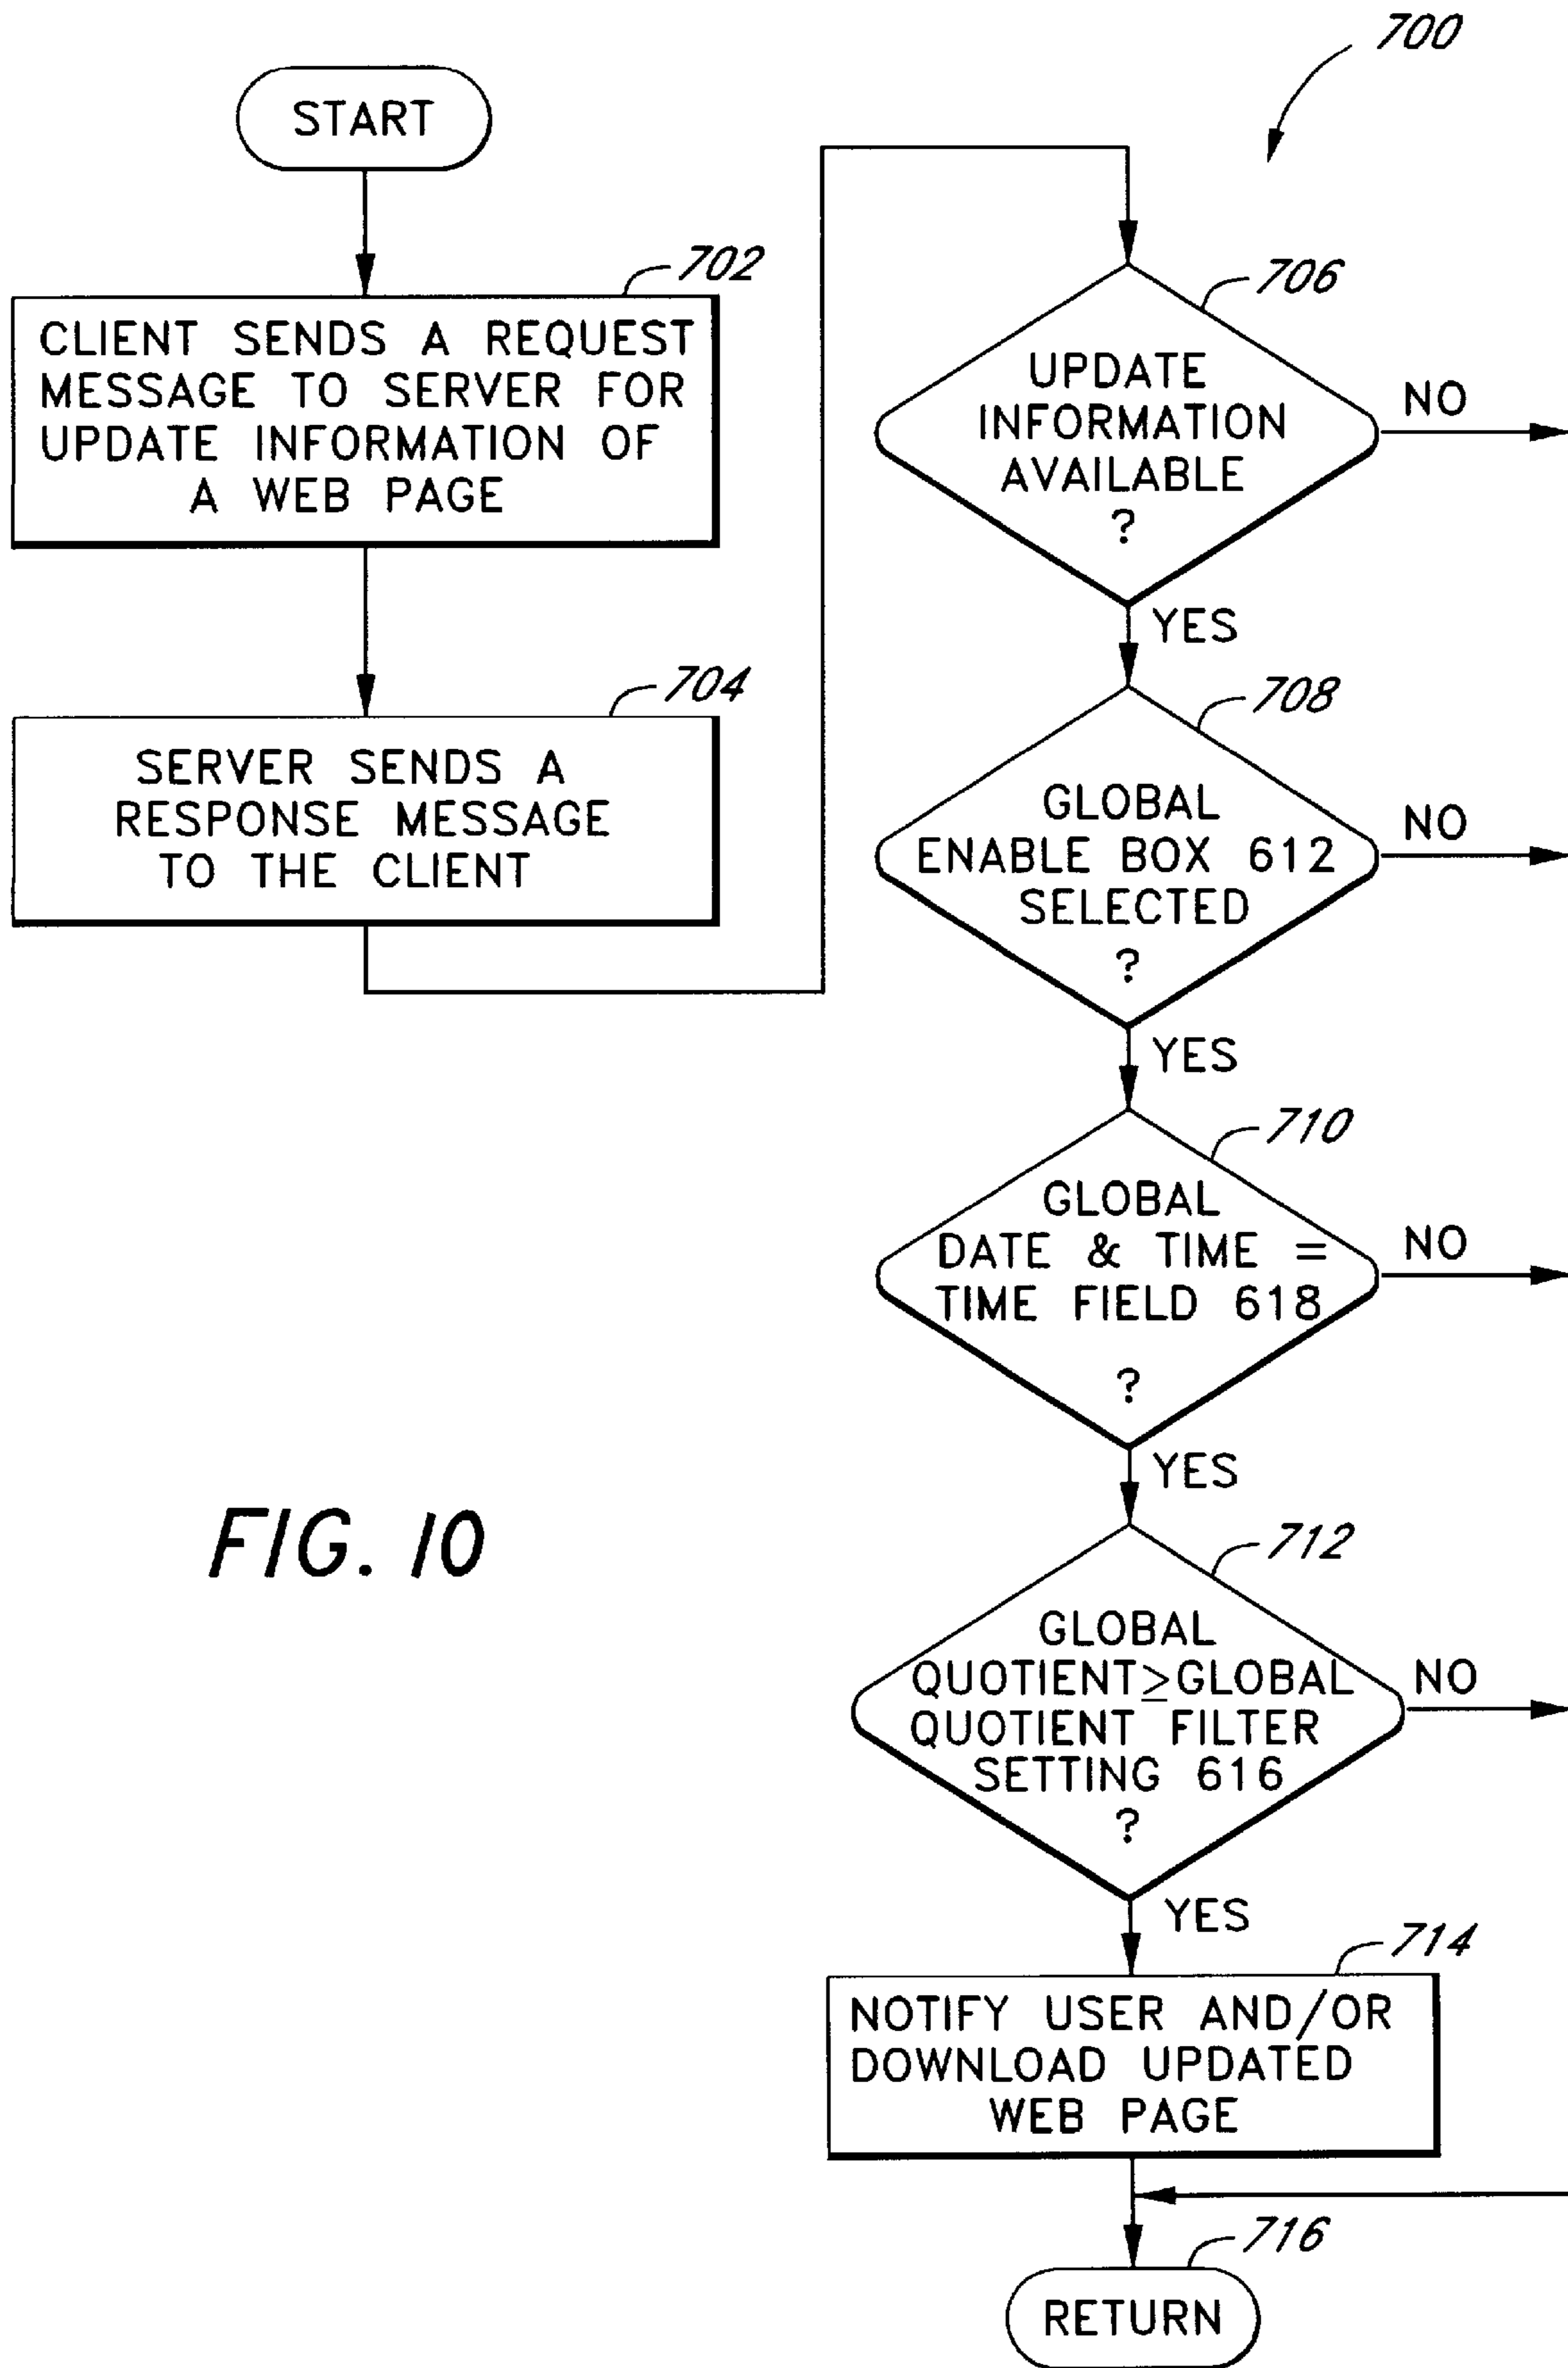 700
START
702
CLIENT SENDS A REQUEST
MESSAGE TO SERVER FOR
UPDATE INFORMATION OF
A WEB PAGE
704
SERVER SENDS A
RESPONSE MESSAGE
TO THE CLIENT
706
UPDATE
INFORMATION
AVAILABLE
?
NO
YES
708
GLOBAL
ENABLE BOX 612
SELECTED
?
NO
YES
710
GLOBAL
DATE & TIME =
TIME FIELD 618
?
NO
YES
712
GLOBAL
QUOTIENT≥GLOBAL
QUOTIENT FILTER
SETTING 616
?
NO
YES
714
NOTIFY USER AND/OR
DOWNLOAD UPDATED
WEB PAGE
716
RETURN
FIG. 10